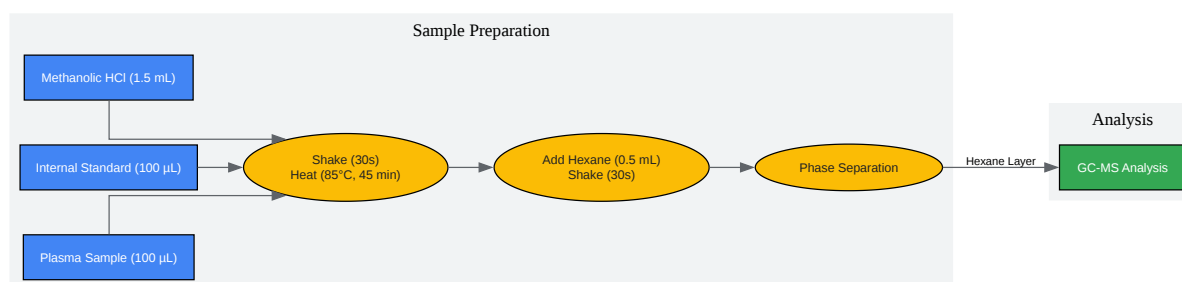 Sample Preparation
Methanolic HCl (1.5 mL)
Internal Standard (100 µL)
Plasma Sample (100 µL)
Shake (30s)
Heat (85°C, 45 min)
Add Hexane (0.5 mL)
Shake (30s)
Phase Separation
Hexane Layer
Analysis
GC-MS Analysis